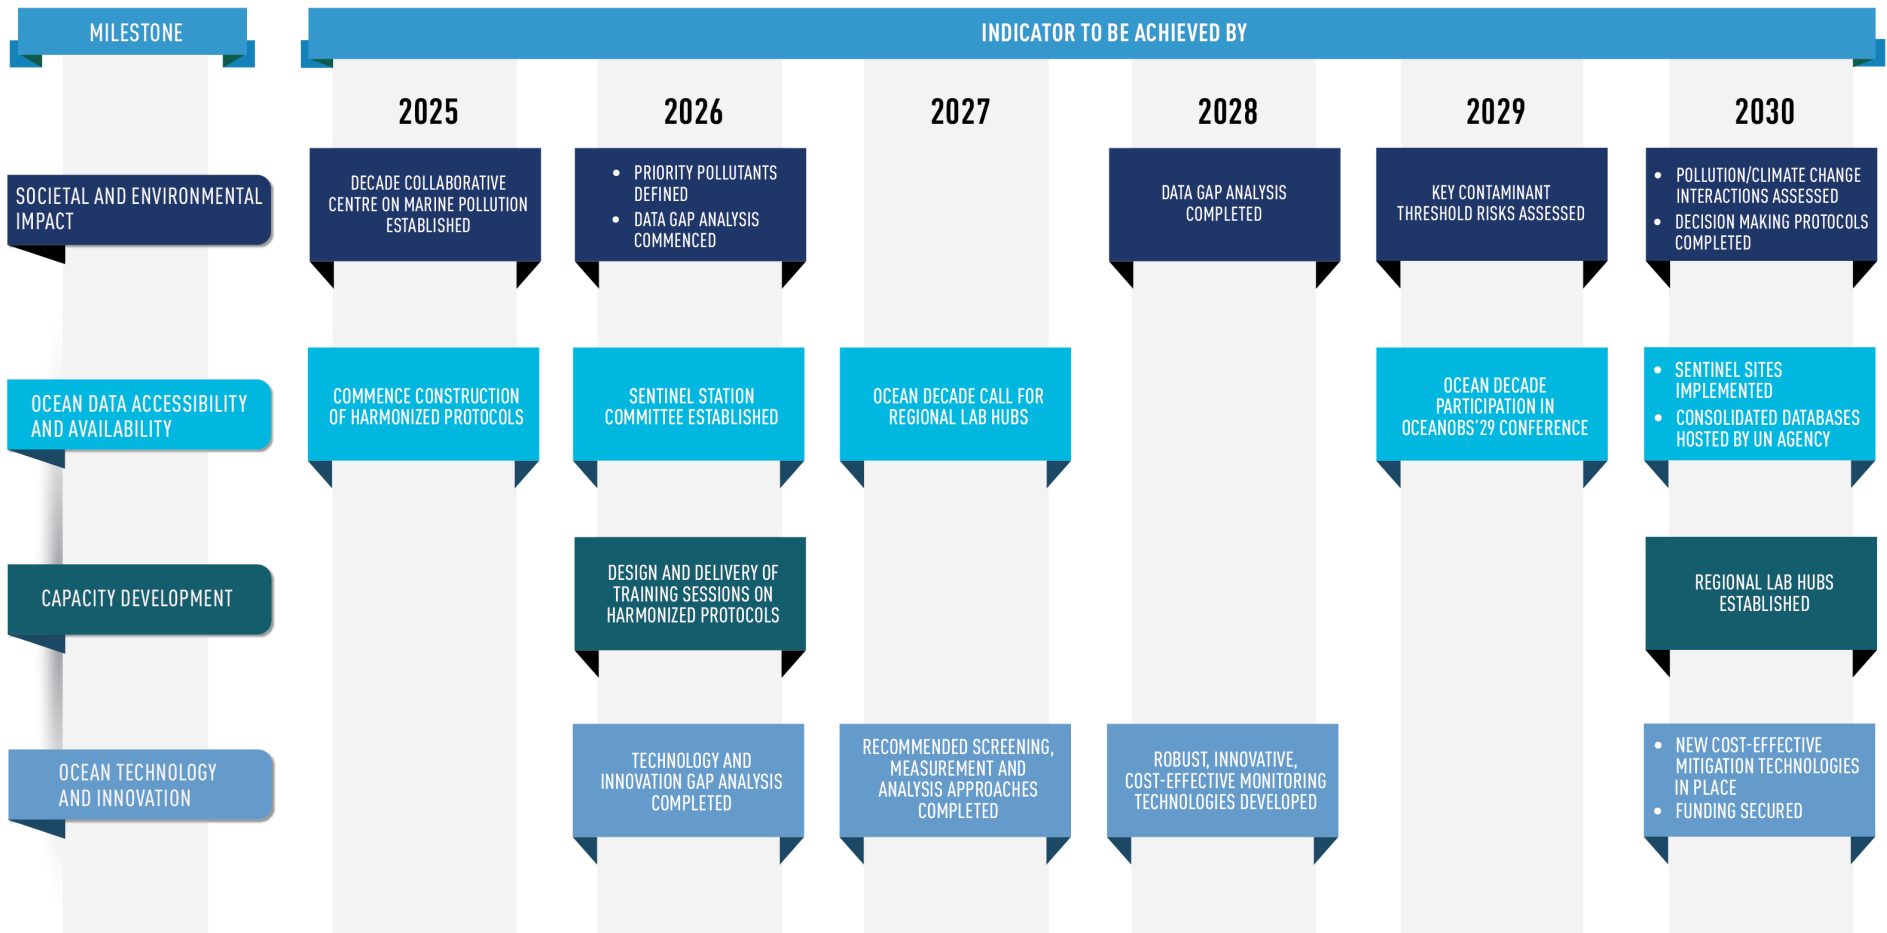 MILESTONE
INDICATOR TO BE ACHIEVED BY
2025
2026
2027
2028
2029
2030
SOCIETAL AND ENVIRONMENTAL
IMPACT
DECADE COLLABORATIVE
CENTRE ON MARINE POLLUTION
ESTABLISHED
• PRIORITY POLLUTANTS
DEFINED
• DATA GAP ANALYSIS
COMMENCED
DATA GAP ANALYSIS
COMPLETED
KEY CONTAMINANT
THRESHOLD RISKS ASSESSED
• POLLUTION/CLIMATE CHANGE
INTERACTIONS ASSESSED
• DECISION MAKING PROTOCOLS
COMPLETED
OCEAN DATA ACCESSIBILITY
AND AVAILABILITY
COMMENCE CONSTRUCTION
OF HARMONIZED PROTOCOLS
SENTINEL STATION
COMMITTEE ESTABLISHED
OCEAN DECADE CALL FOR
REGIONAL LAB HUBS
OCEAN DECADE
PARTICIPATION IN
OCEANOBS'29 CONFERENCE
• SENTINEL SITES
IMPLEMENTED
• CONSOLIDATED DATABASES
HOSTED BY UN AGENCY
CAPACITY DEVELOPMENT
DESIGN AND DELIVERY OF
TRAINING SESSIONS ON
HARMONIZED PROTOCOLS
REGIONAL LAB HUBS
ESTABLISHED
OCEAN TECHNOLOGY
AND INNOVATION
TECHNOLOGY AND
INNOVATION GAP ANALYSIS
COMPLETED
RECOMMENDED SCREENING,
MEASUREMENT AND
ANALYSIS APPROACHES
COMPLETED
ROBUST, INNOVATIVE,
COST-EFFECTIVE MONITORING
TECHNOLOGIES DEVELOPED
• NEW COST-EFFECTIVE
MITIGATION TECHNOLOGIES
IN PLACE
• FUNDING SECURED